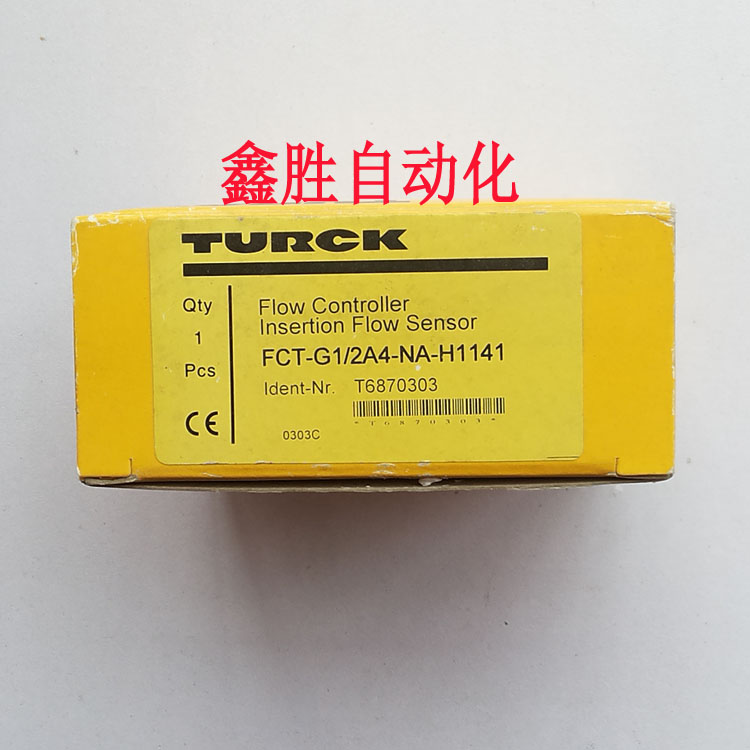 鑫胜自动化
TURCK
Qty
1
Pcs
Flow Controller
Insertion Flow Sensor
FCT-G1/2A4-NA-H1141
Ident-Nr. T6870303
*T6870303*
CE
0303C